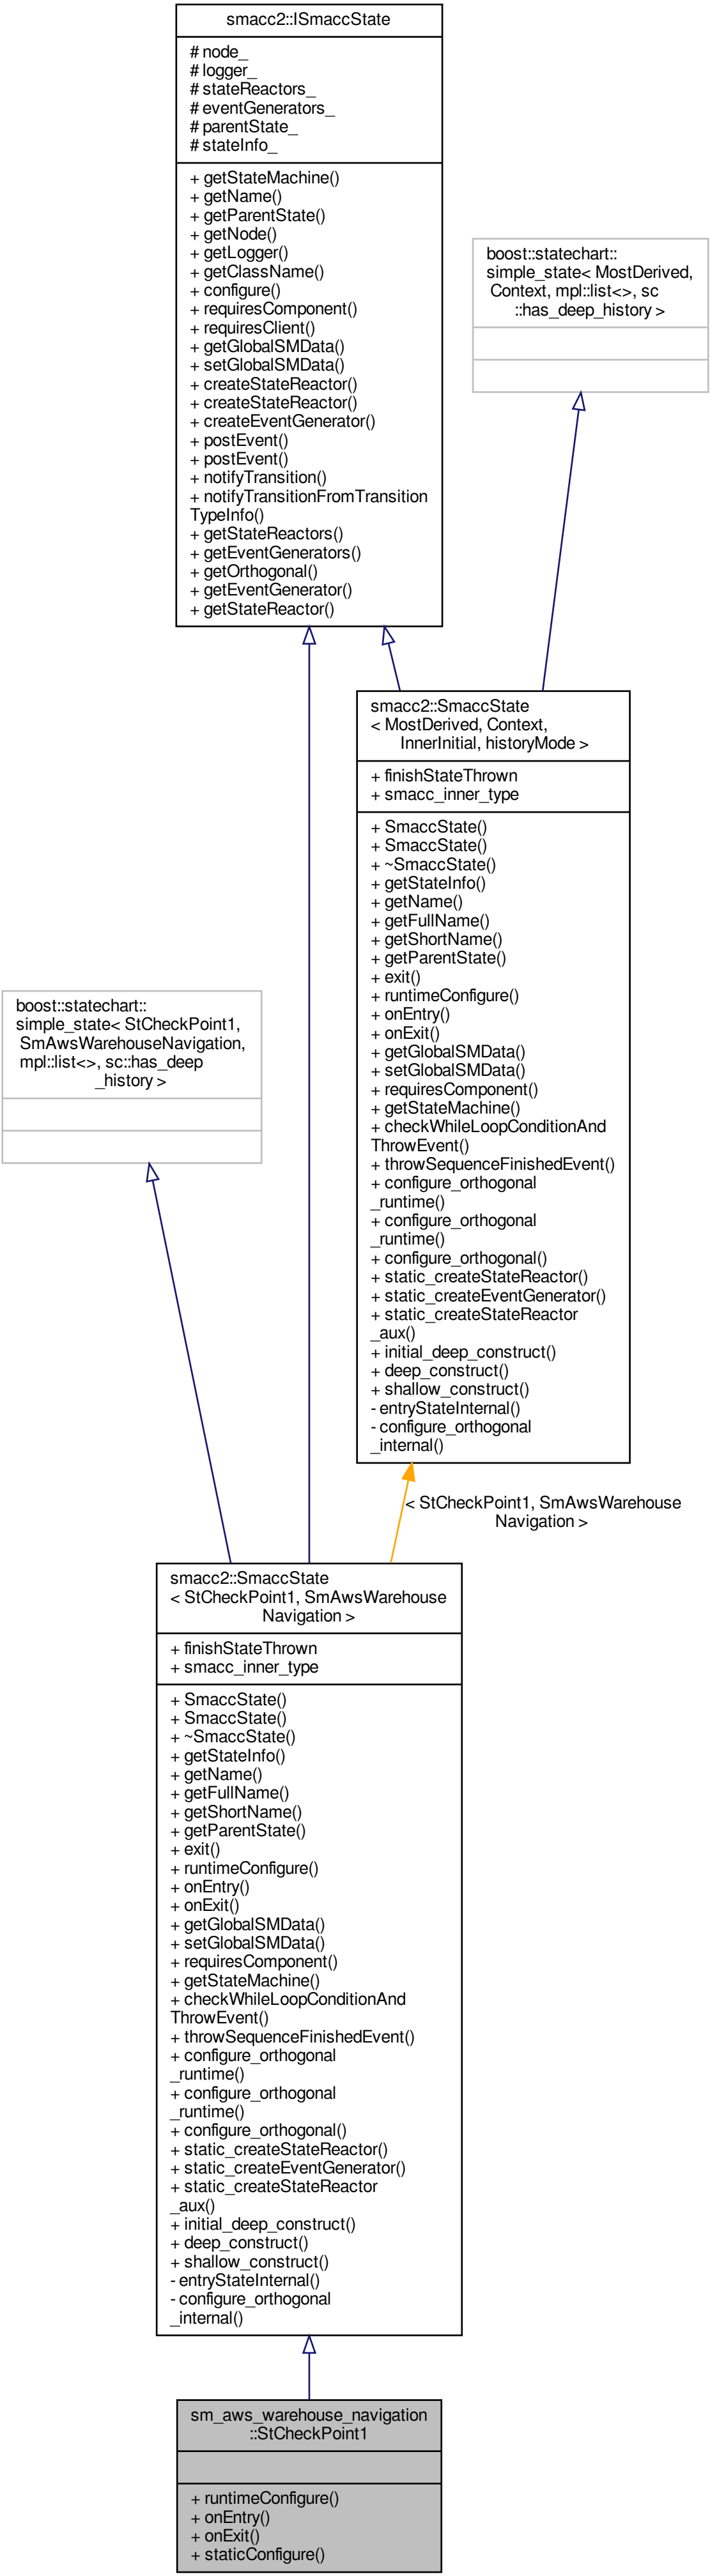 smacc2::ISmaccState
# node_
# logger_
# stateReactors_
# eventGenerators_
# parentState_
# stateInfo_
+ getStateMachine()
+ getName()
+ getParentState()
+ getNode()
+ getLogger()
+ getClassName()
+ configure()
+ requiresComponent()
+ requiresClient()
+ getGlobalSMData()
+ setGlobalSMData()
+ createStateReactor()
+ createStateReactor()
+ createEventGenerator()
+ postEvent()
+ postEvent()
+ notifyTransition()
+ notifyTransitionFromTransition
TypeInfo()
+ getStateReactors()
+ getEventGenerators()
+ getOrthogonal()
+ getEventGenerator()
+ getStateReactor()
boost::statechart::
simple_state< MostDerived,
Context, mpl::list<>, sc
::has_deep_history >
smacc2::SmaccState
< MostDerived, Context,
InnerInitial, historyMode >
+ finishStateThrown
+ smacc_inner_type
+ SmaccState()
+ SmaccState()
+ ~SmaccState()
+ getStateInfo()
+ getName()
+ getFullName()
+ getShortName()
+ getParentState()
+ exit()
+ runtimeConfigure()
+ onEntry()
+ onExit()
+ getGlobalSMData()
+ setGlobalSMData()
+ requiresComponent()
+ getStateMachine()
+ checkWhileLoopConditionAnd
ThrowEvent()
+ throwSequenceFinishedEvent()
+ configure_orthogonal
_runtime()
+ configure_orthogonal
_runtime()
+ configure_orthogonal()
+ static_createStateReactor()
+ static_createEventGenerator()
+ static_createStateReactor
_aux()
+ initial_deep_construct()
+ deep_construct()
+ shallow_construct()
- entryStateInternal()
- configure_orthogonal
_internal()
boost::statechart::
simple_state< StCheckPoint1,
SmAwsWarehouseNavigation,
mpl::list<>, sc::has_deep
_history >
< StCheckPoint1, SmAwsWarehouse
Navigation >
smacc2::SmaccState
< StCheckPoint1, SmAwsWarehouse
Navigation >
+ finishStateThrown
+ smacc_inner_type
+ SmaccState()
+ SmaccState()
+ ~SmaccState()
+ getStateInfo()
+ getName()
+ getFullName()
+ getShortName()
+ getParentState()
+ exit()
+ runtimeConfigure()
+ onEntry()
+ onExit()
+ getGlobalSMData()
+ setGlobalSMData()
+ requiresComponent()
+ getStateMachine()
+ checkWhileLoopConditionAnd
ThrowEvent()
+ throwSequenceFinishedEvent()
+ configure_orthogonal
_runtime()
+ configure_orthogonal
_runtime()
+ configure_orthogonal()
+ static_createStateReactor()
+ static_createEventGenerator()
+ static_createStateReactor
_aux()
+ initial_deep_construct()
+ deep_construct()
+ shallow_construct()
- entryStateInternal()
- configure_orthogonal
_internal()
sm_aws_warehouse_navigation
::StCheckPoint1
+ runtimeConfigure()
+ onEntry()
+ onExit()
+ staticConfigure()